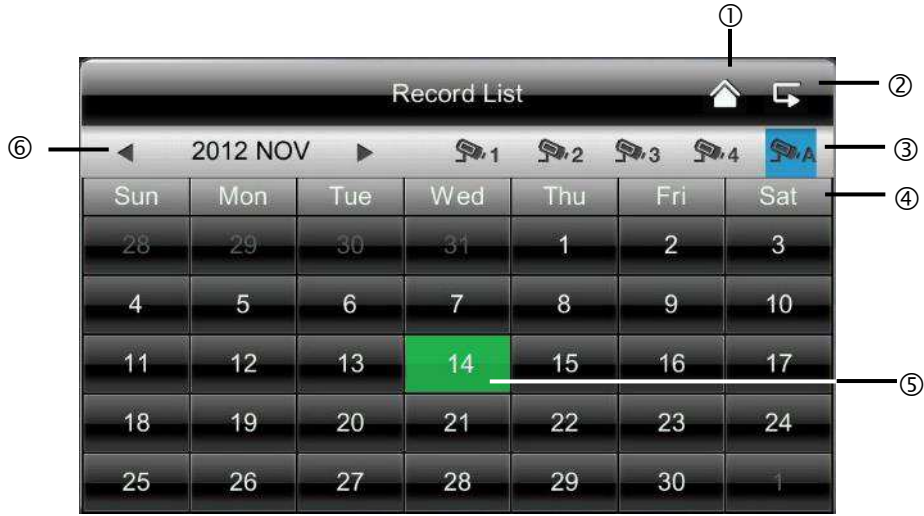 ①
Record List ②
⑥ 2012 NOV 1 2 3 4 A ③
Sun Mon Tue Wed Thu Fri Sat ④
28 29 30 31 1 2 3
4 5 6 7 8 9 10
11 12 13 14 15 16 17
⑤
18 19 20 21 22 23 24
25 26 27 28 29 30 1